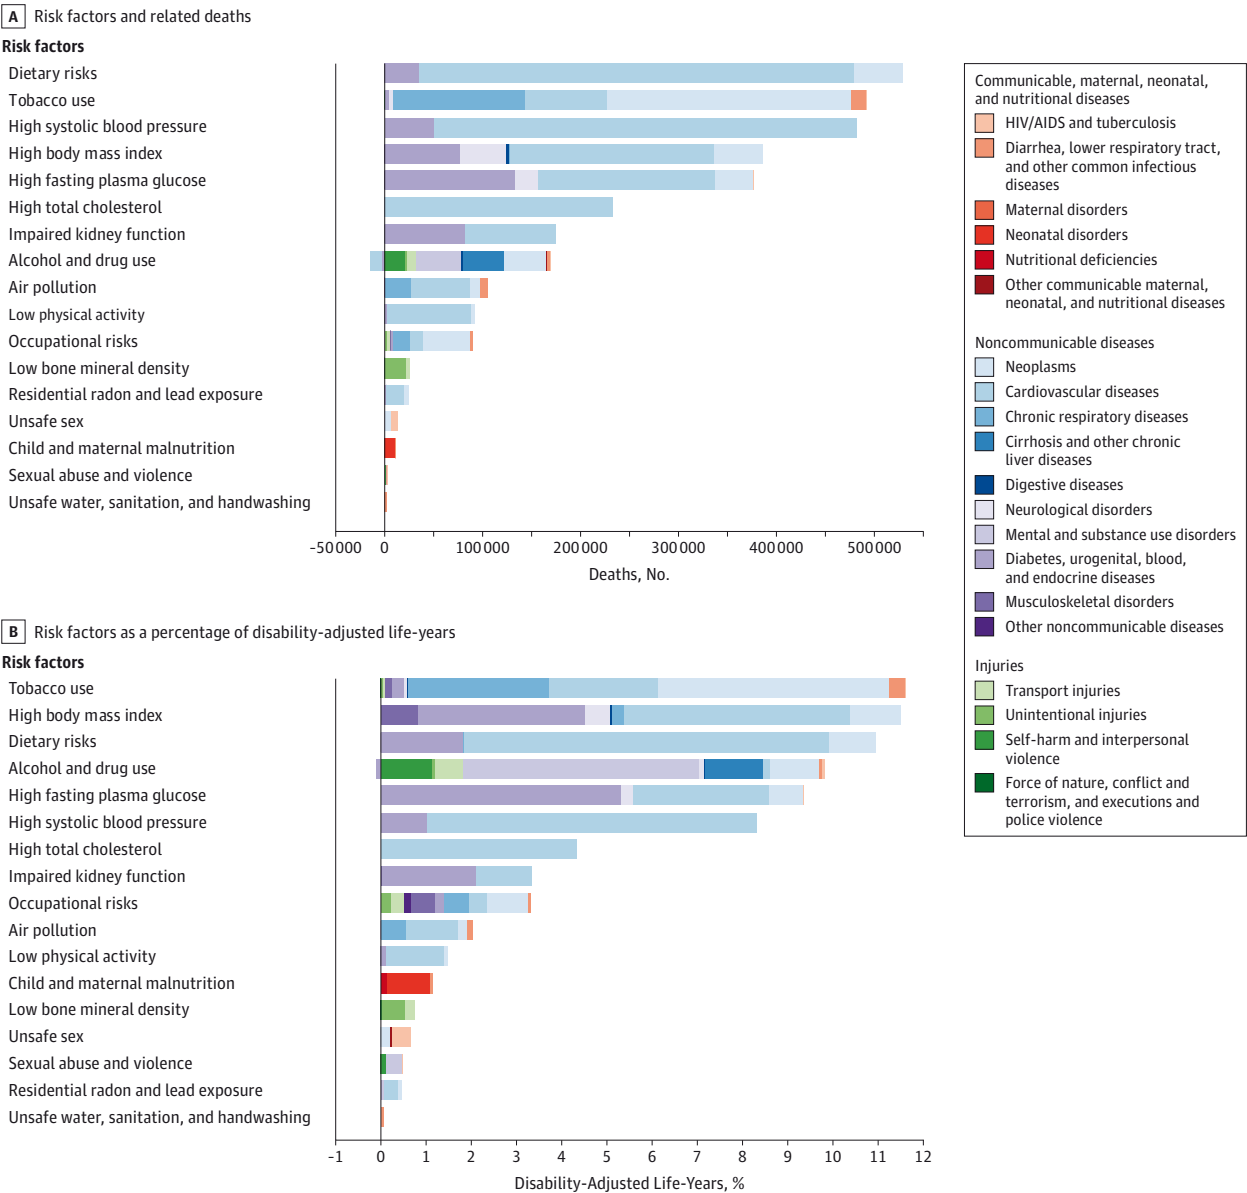 A Risk factors and related deaths
Risk factors
Dietary risks
Tobacco use
High systolic blood pressure
High body mass index
High fasting plasma glucose
High total cholesterol
Impaired kidney function
Alcohol and drug use
Air pollution
Low physical activity
Occupational risks
Low bone mineral density
Residential radon and lead exposure
Unsafe sex
Child and maternal malnutrition
Sexual abuse and violence
Unsafe water, sanitation, and handwashing
-50000 0 100000 200000 300000 400000 500000
Deaths, No.
Communicable, maternal, neonatal,
and nutritional diseases
HIV/AIDS and tuberculosis
Diarrhea, lower respiratory tract,
and other common infectious
diseases
Maternal disorders
Neonatal disorders
Nutritional deficiencies
Other communicable maternal,
neonatal, and nutritional diseases
Noncommunicable diseases
Neoplasms
Cardiovascular diseases
Chronic respiratory diseases
Cirrhosis and other chronic
liver diseases
Digestive diseases
Neurological disorders
Mental and substance use disorders
Diabetes, urogenital, blood,
and endocrine diseases
Musculoskeletal disorders
Other noncommunicable diseases
Injuries
Transport injuries
Unintentional injuries
Self-harm and interpersonal
violence
Force of nature, conflict and
terrorism, and executions and
police violence
B Risk factors as a percentage of disability-adjusted life-years
Risk factors
Tobacco use
High body mass index
Dietary risks
Alcohol and drug use
High fasting plasma glucose
High systolic blood pressure
High total cholesterol
Impaired kidney function
Occupational risks
Air pollution
Low physical activity
Child and maternal malnutrition
Low bone mineral density
Unsafe sex
Sexual abuse and violence
Residential radon and lead exposure
Unsafe water, sanitation, and handwashing
-1 0 1 2 3 4 5 6 7 8 9 10 11 12
Disability-Adjusted Life-Years, %